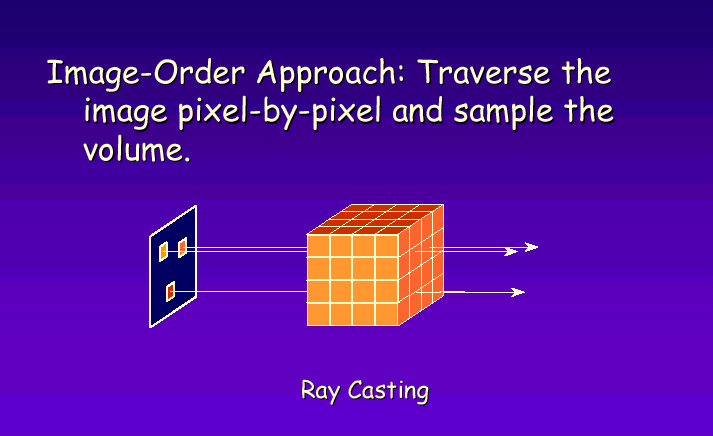 Image-Order Approach: Traverse the
image pixel-by-pixel and sample the
volume.
Ray Casting